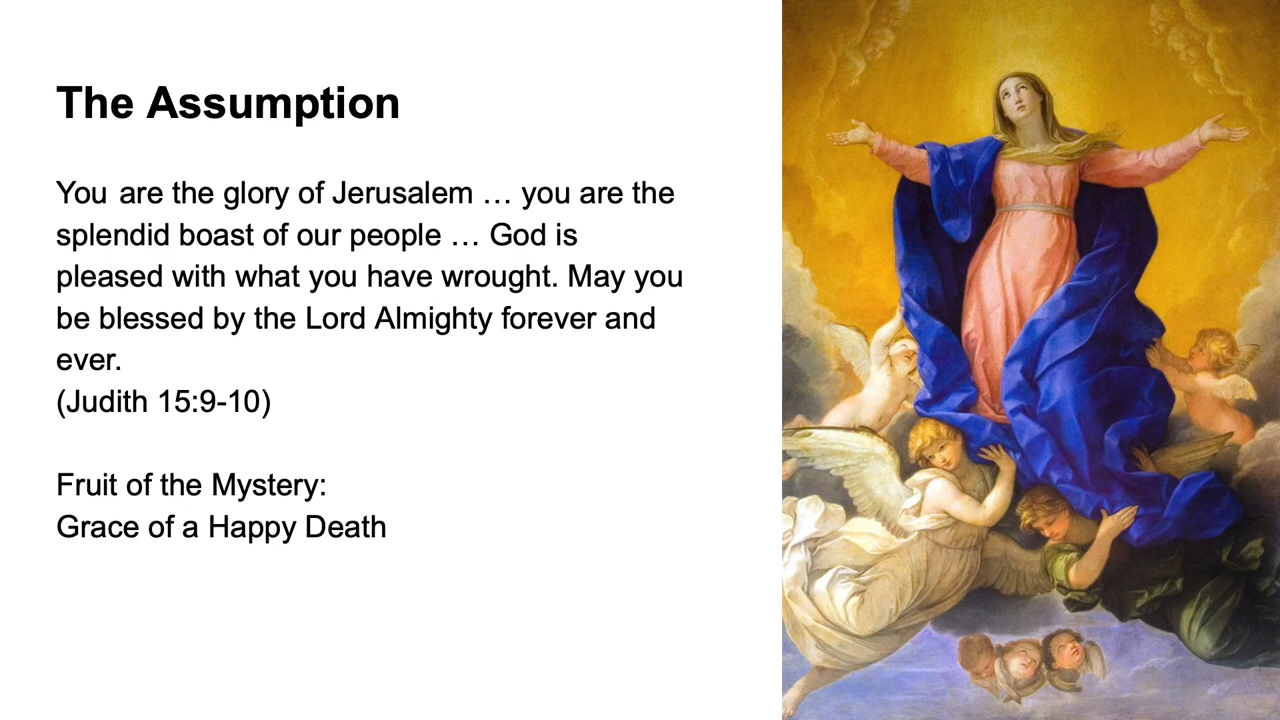 The Assumption
You are the glory of Jerusalem … you are the
splendid boast of our people … God is
pleased with what you have wrought. May you
be blessed by the Lord Almighty forever and
ever.
(Judith 15:9-10)
Fruit of the Mystery:
Grace of a Happy Death